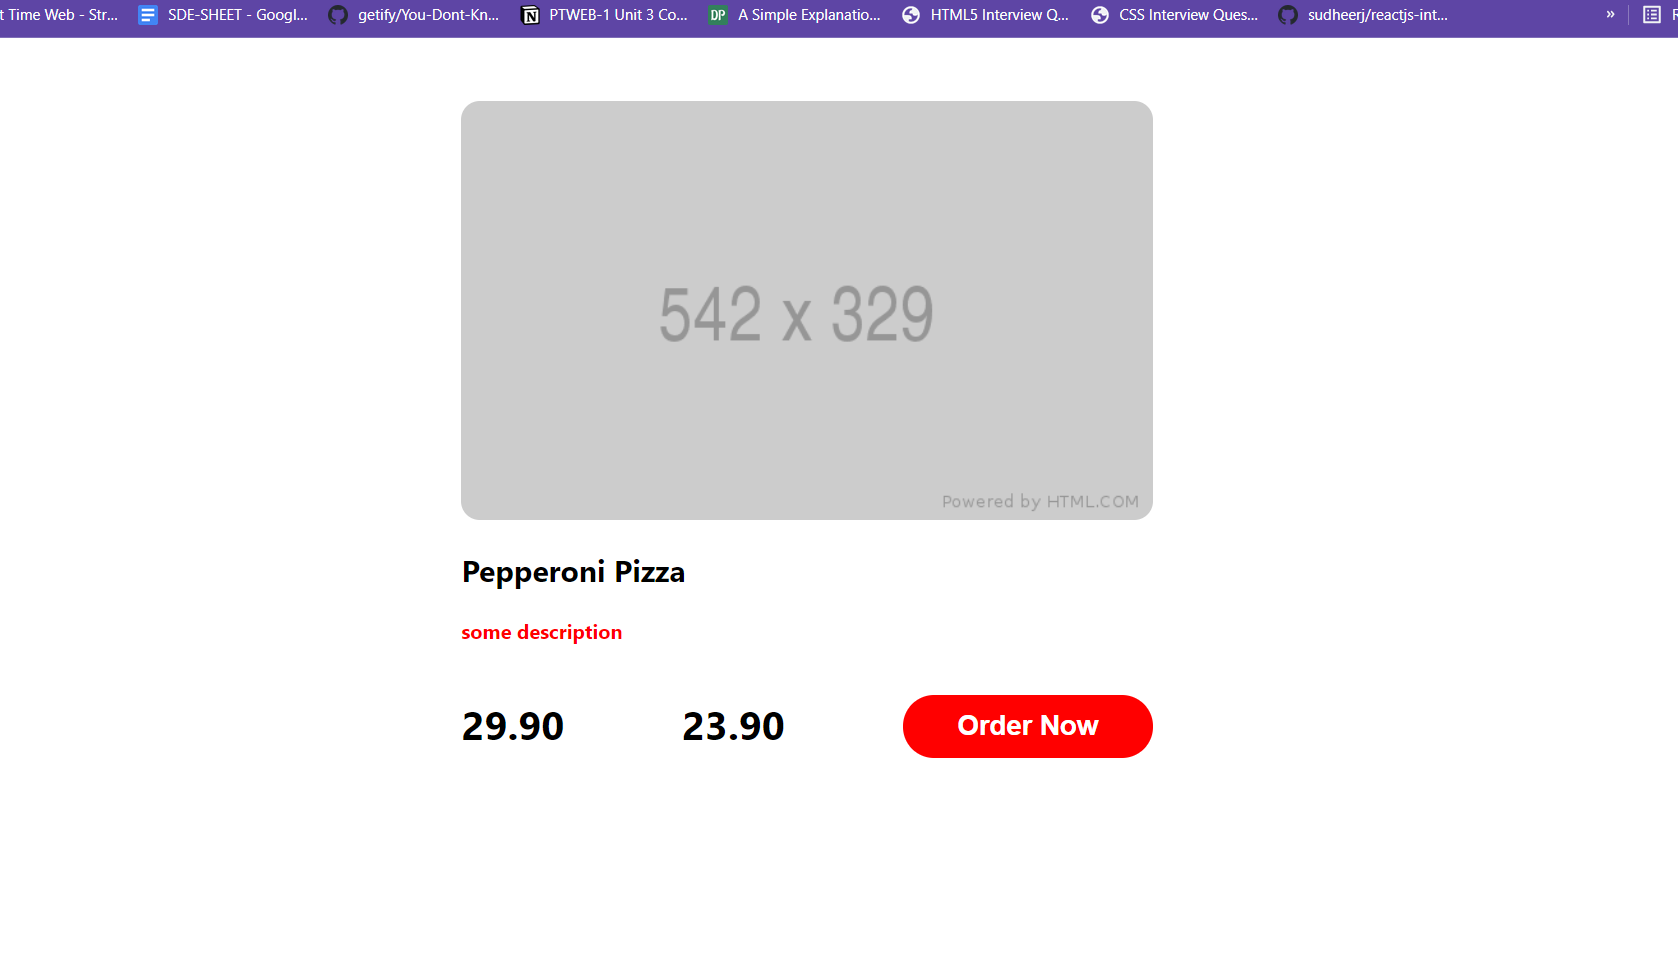 t Time Web - Str... SDE-SHEET - Googl... getify/You-Dont-Kn... PTWEB-1 Unit 3 Co... DP A Simple Explanatio... HTML5 Interview Q... CSS Interview Ques... sudheerj/reactjs-int... » R
542 x 329
Powered by HTML.COM
Pepperoni Pizza
some description
29.90 23.90 Order Now